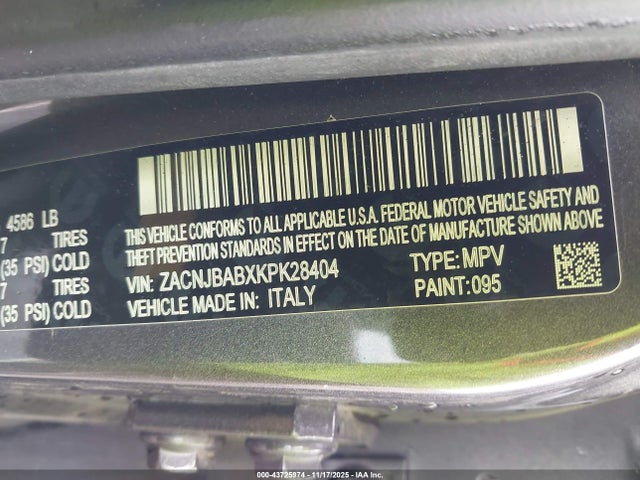 4586 LB
7 TIRES
(35 PSI) COLD
7 TIRES
(35 PSI) COLD
THIS VEHICLE CONFORMS TO ALL APPLICABLE U.S.A. FEDERAL MOTOR VEHICLE SAFETY AND
THEFT PREVENTION STANDARDS IN EFFECT ON THE DATE OF MANUFACTURE SHOWN ABOVE
VIN: ZACNJBABXKPK28404 TYPE: MPV
VEHICLE MADE IN: ITALY PAINT: 095
000-43725974 | 11/17/2025 | IAA Inc.